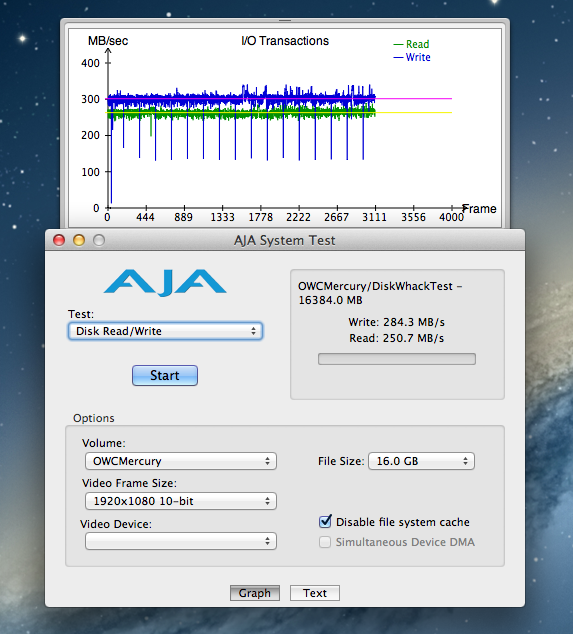 MB/sec
I/O Transactions
Read
Write
400
300
200
100
0
0 444 889 1333 1778 2222 2667 3111 3556 4000 Frame
AJA System Test
AJA
OWCMercury/DiskWhackTest -
16384.0 MB
Write: 284.3 MB/s
Read: 250.7 MB/s
Test:
Disk Read/Write
Start
Options
Volume:
OWCMercury
File Size: 16.0 GB
Video Frame Size:
1920x1080 10-bit
Video Device:
Disable file system cache
Simultaneous Device DMA
Graph
Text